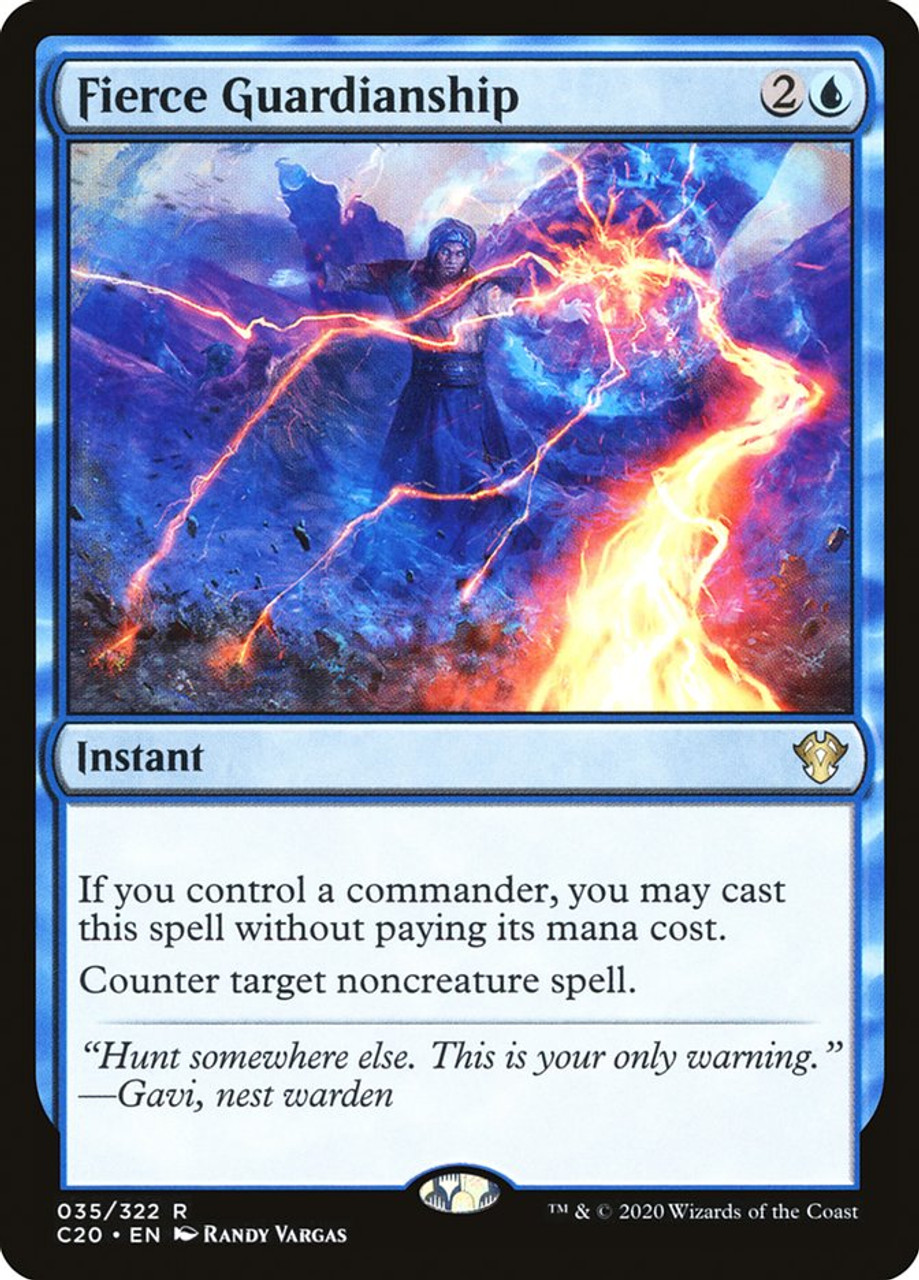 Fierce Guardianship 2
Instant
If you control a commander, you may cast
this spell without paying its mana cost.
Counter target noncreature spell.
“Hunt somewhere else. This is your only warning.”
—Gavi, nest warden
035/322 R
C20 • EN RANDY VARGAS
™ & © 2020 Wizards of the Coast